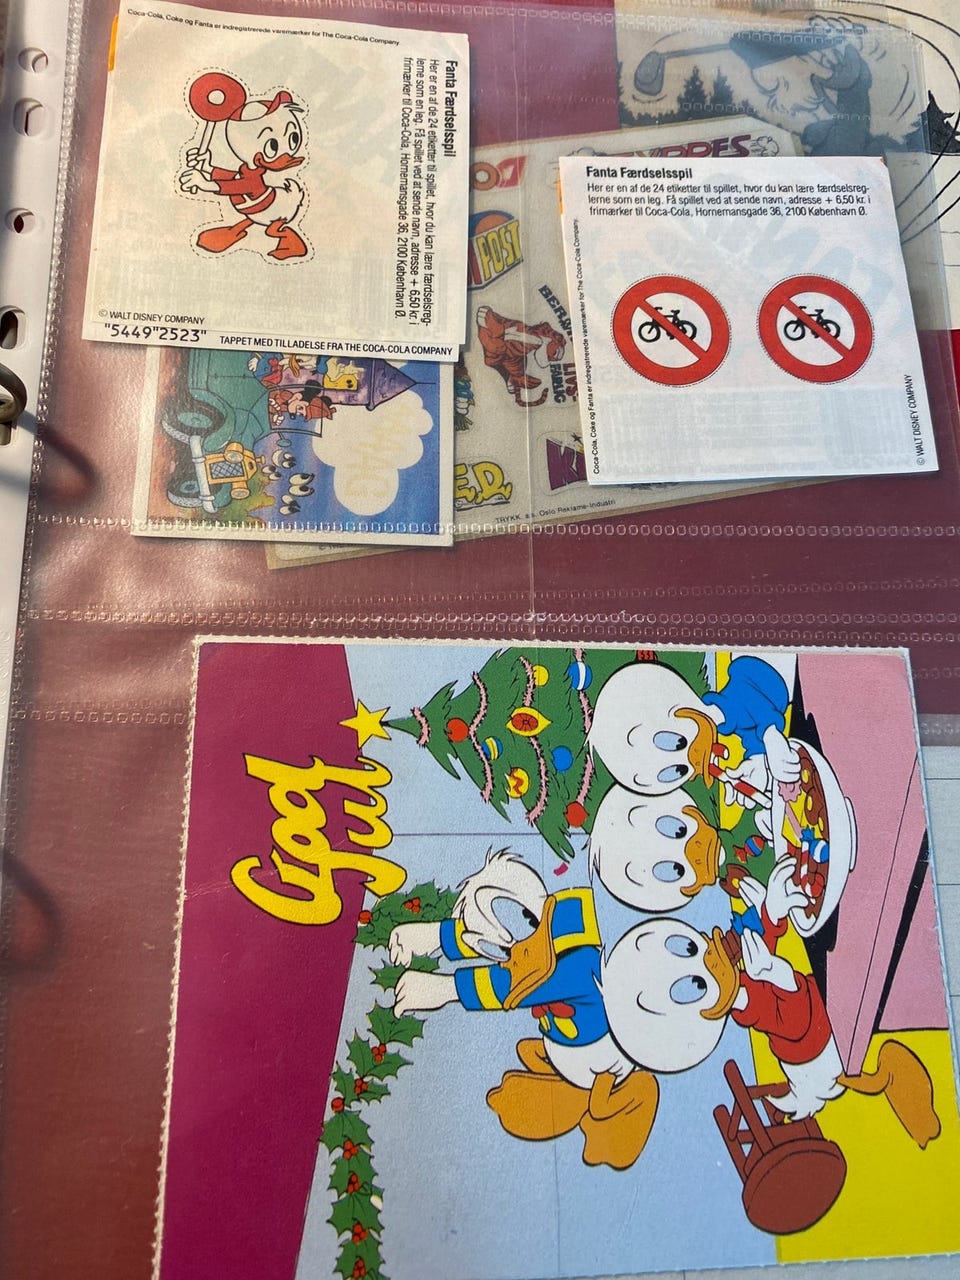 Coca-Cola, Coke og Fanta er indregistrerede varemærker for The Coca-Cola Company.
Fanta Færdselsspil
Her er en af de 24 etiketter til spillet, hvor du kan lære færdselsreg-
lerne som en leg. Få spillet ved at sende navn, adresse + 6,50 kr. i
frimærker til Coca-Cola, Hornemansgade 36, 2100 København Ø.
© WALT DISNEY COMPANY
"5449"2523"
TAPPET MED TILLADELSE FRA THE COCA-COLA COMPANY
Fanta Færdselsspil
Her er en af de 24 etiketter til spillet, hvor du kan lære færdselsreg-
lerne som en leg. Få spillet ved at sende navn, adresse + 6,50 kr. i
frimærker til Coca-Cola, Hornemansgade 36, 2100 København Ø.
Coca-Cola, Coke og Fanta er indregistrerede varemærker for The Coca-Cola Company.
© WALT DISNEY COMPANY
POST
TRYKK a.s. Oslo Reklame-Industri
God
Jul